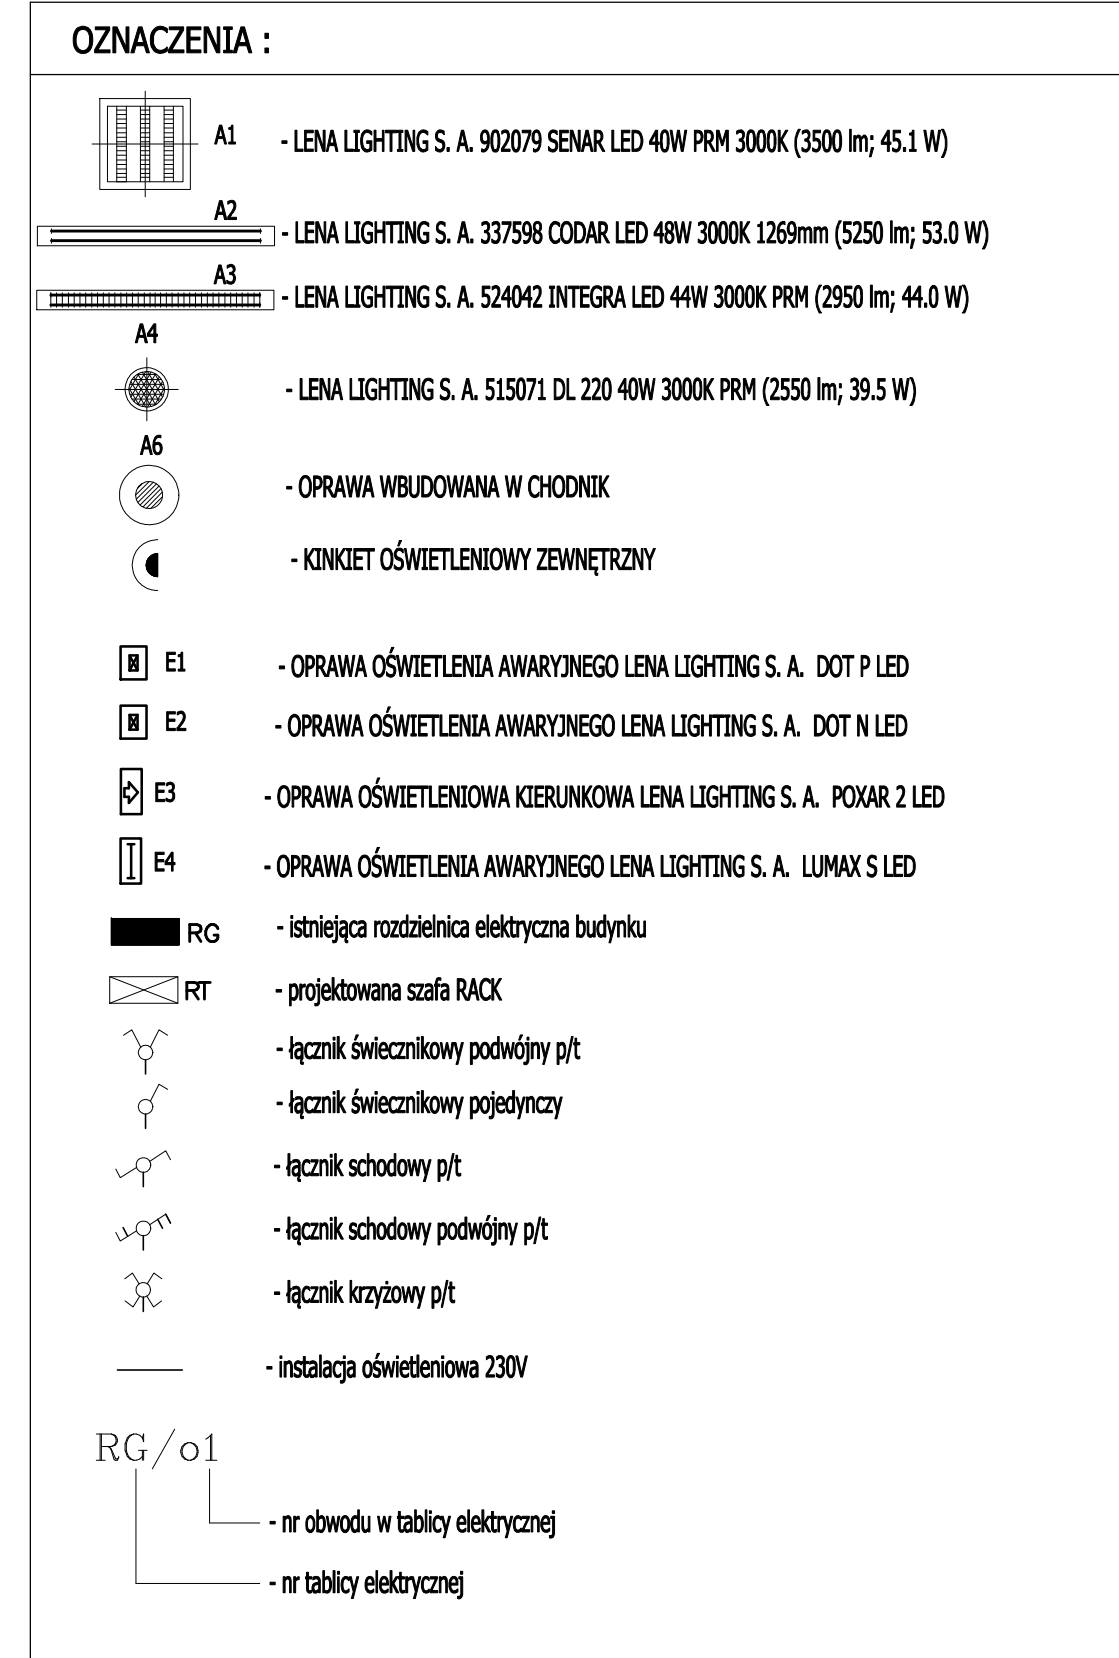 OZNACZENIA :
A1 - LENA LIGHTING S. A. 902079 SENAR LED 40W PRM 3000K (3500 lm; 45.1 W)
A2
- LENA LIGHTING S. A. 337598 CODAR LED 48W 3000K 1269mm (5250 lm; 53.0 W)
A3
- LENA LIGHTING S. A. 524042 INTEGRA LED 44W 3000K PRM (2950 lm; 44.0 W)
A4
- LENA LIGHTING S. A. 515071 DL 220 40W 3000K PRM (2550 lm; 39.5 W)
A6
- OPRAWA WBUDOWANA W CHODNIK
- KINKIET OŚWIETLENIOWY ZEWNĘTRZNY
E1 - OPRAWA OŚWIETLENIA AWARYJNEGO LENA LIGHTING S. A. DOT P LED
E2 - OPRAWA OŚWIETLENIA AWARYJNEGO LENA LIGHTING S. A. DOT N LED
E3 - OPRAWA OŚWIETLENIOWA KIERUNKOWA LENA LIGHTING S. A. POXAR 2 LED
E4 - OPRAWA OŚWIETLENIA AWARYJNEGO LENA LIGHTING S. A. LUMAX S LED
RG - istniejąca rozdzielnica elektryczna budynku
RT - projektowana szafa RACK
- łącznik świecznikowy podwójny p/t
- łącznik świecznikowy pojedynczy
- łącznik schodowy p/t
- łącznik schodowy podwójny p/t
- łącznik krzyżowy p/t
- instalacja oświetleniowa 230V
RG/o1
- nr obwodu w tablicy elektrycznej
- nr tablicy elektrycznej